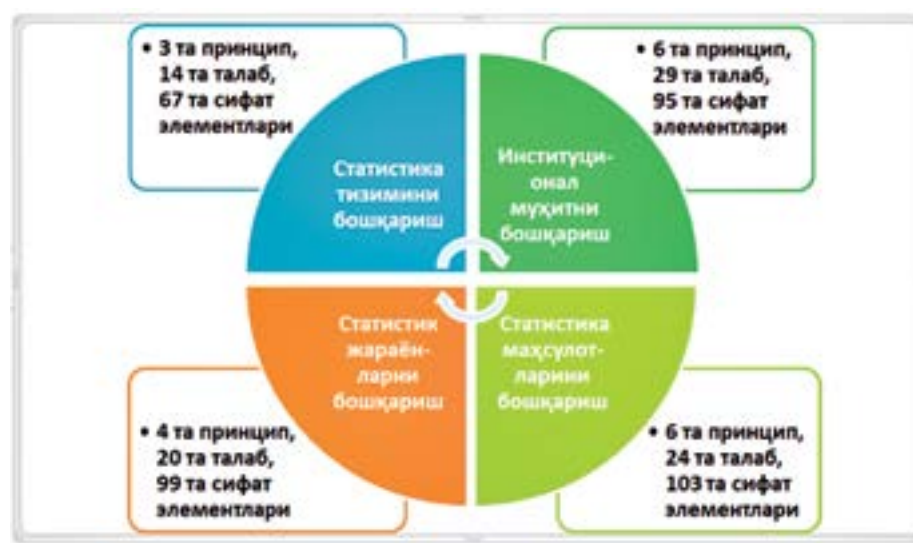 • 3 та принцип,
14 та талаб,
67 та сифат
элементлари
• 6 та принцип,
29 та талаб,
95 та сифат
элементлари
Статистика
тизимини
бошқариш
Институци-
онал
муҳитни
бошқариш
Статистик
жараён-
ларни
бошқариш
Статистика
маҳсулот-
ларини
бошқариш
• 4 та принцип,
20 та талаб,
99 та сифат
элементлари
• 6 та принцип,
24 та талаб,
103 та сифат
элементлари